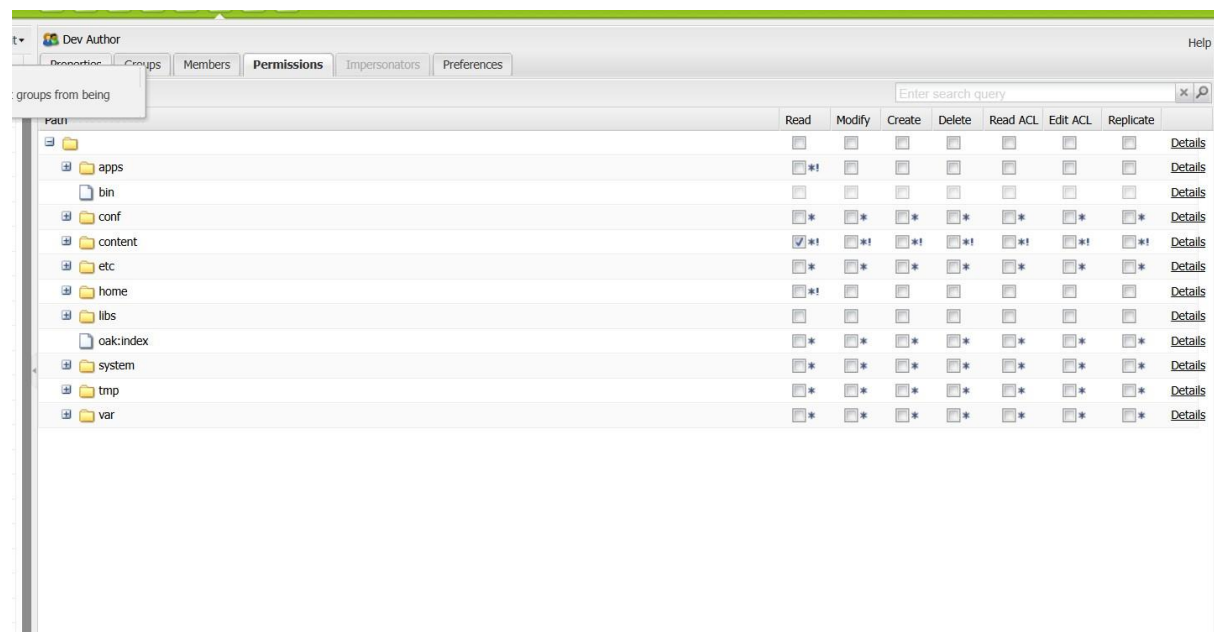 t
Dev Author
Help
Properties Groups Members Permissions Impersonators Preferences
groups from being
Enter search query
Path Read Modify Create Delete Read ACL Edit ACL Replicate
Details
apps *! Details
bin Details
conf * * * * * * * Details
content *! *! *! *! *! *! *! Details
etc * * * * * * * Details
home *! Details
libs Details
oak:index * * * * * * * Details
system * * * * * * * Details
tmp * * * * * * * Details
var * * * * * * * Details